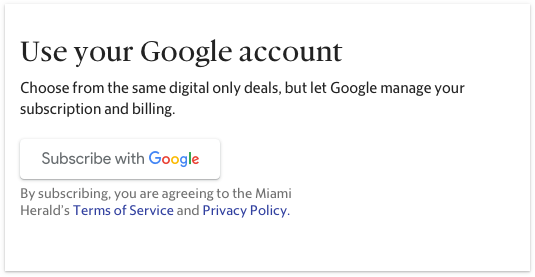 Use your Google account
Choose from the same digital only deals, but let Google manage your
subscription and billing.
Subscribe with Google
By subscribing, you are agreeing to the Miami
Herald's Terms of Service and Privacy Policy.